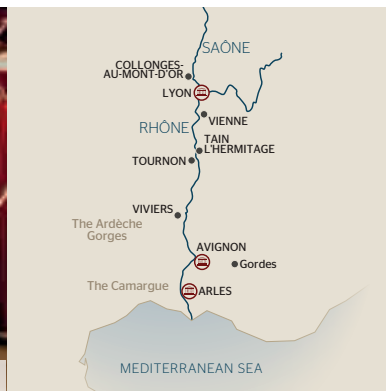 SAÔNE
COLLONGES-
AU-MONT-D'OR
LYON
VIENNE
RHÔNE
TAIN
L'HERMITAGE
TOURNON
VIVIERS
The Ardèche
Gorges
AVIGNON
Gordes
The Camargue
ARLES
MEDITERRANEAN SEA